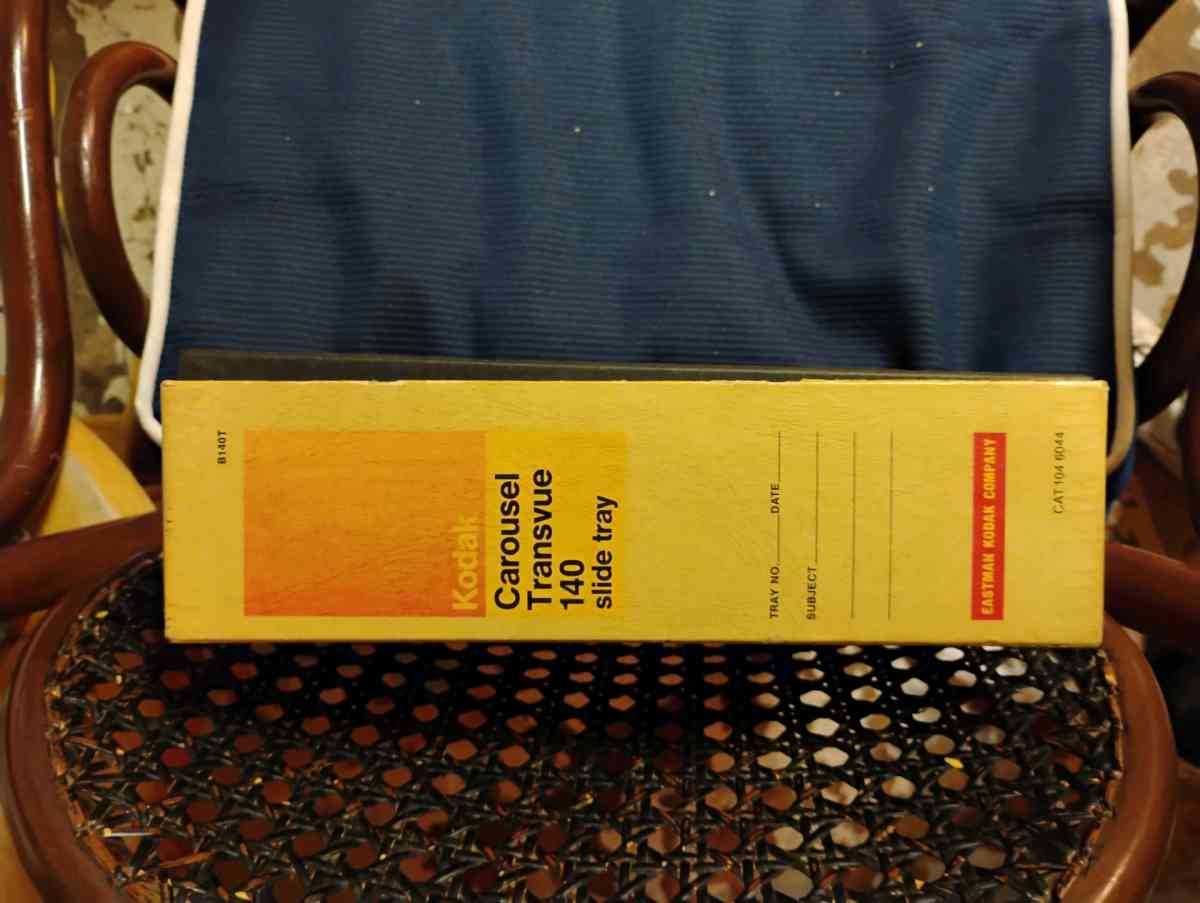 B140T
Kodak
Carousel
Transvue
140
slide tray
TRAY NO. DATE
SUBJECT
EASTMAN KODAK COMPANY
CAT 104 6044